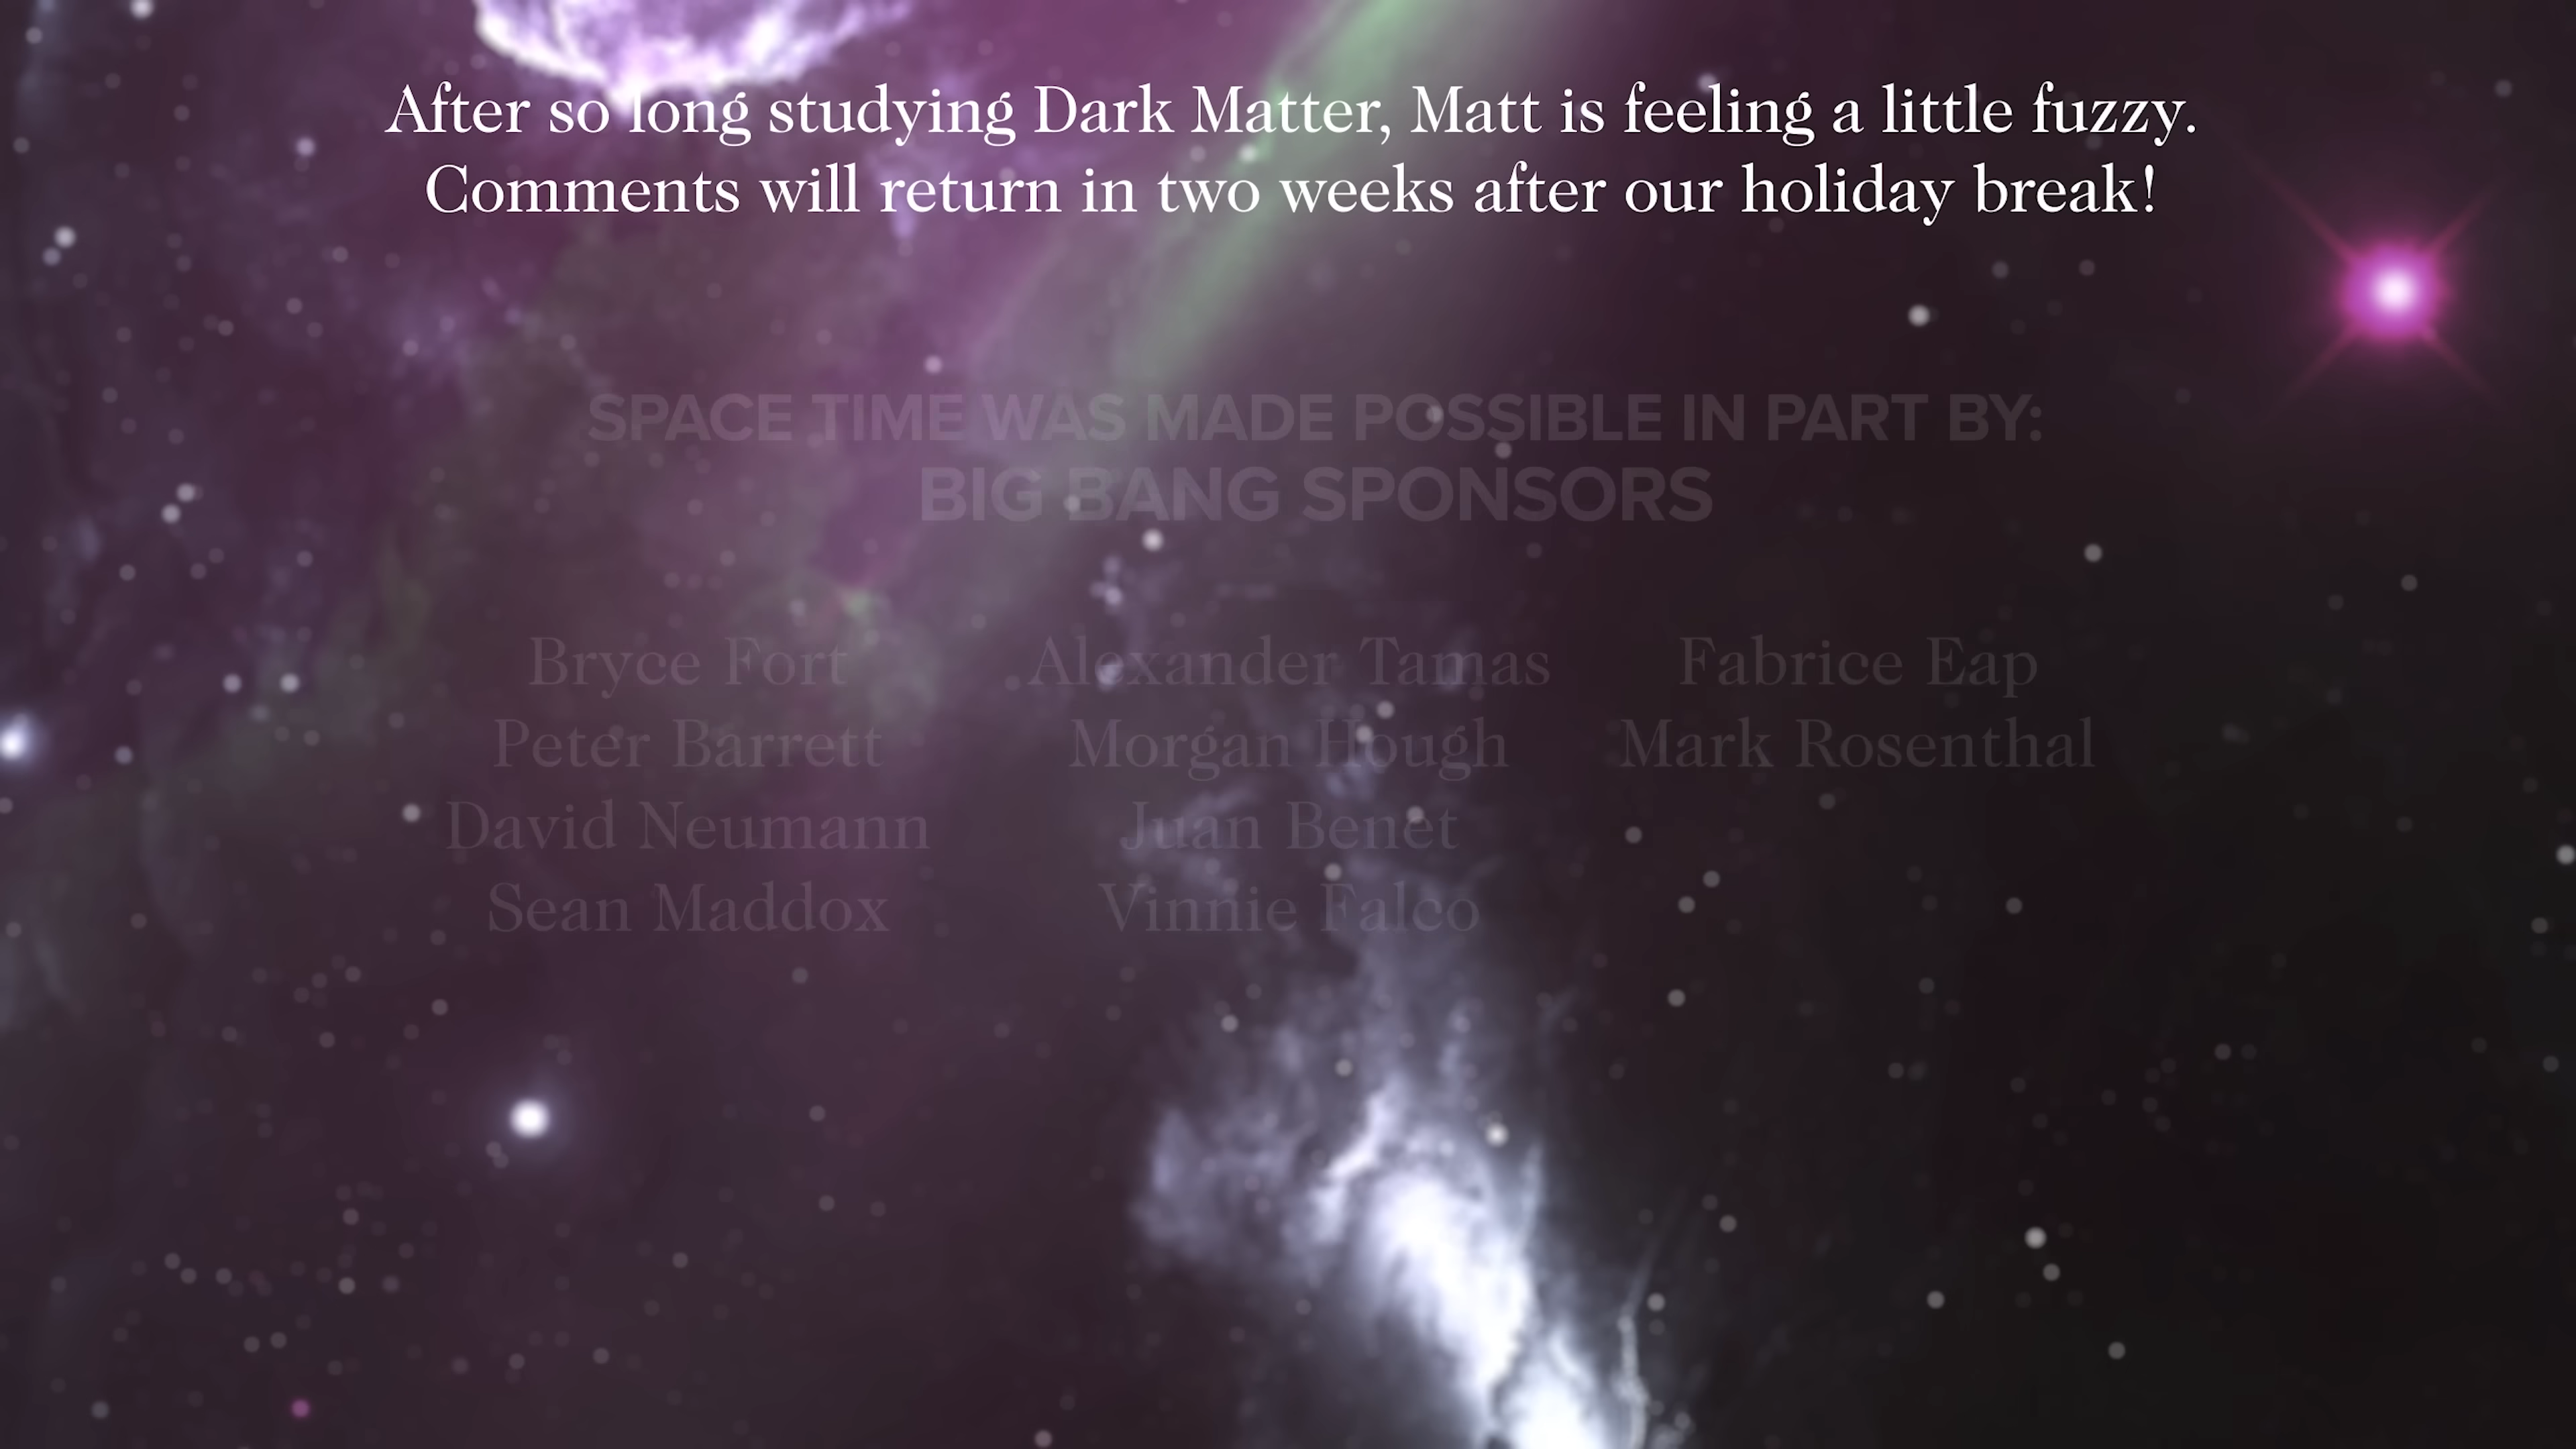 After so long studying Dark Matter, Matt is feeling a little fuzzy.
Comments will return in two weeks after our holiday break!
SPACE TIME WAS MADE POSSIBLE IN PART BY:
BIG BANG SPONSORS
Bryce Fort
Peter Barrett
David Neumann
Sean Maddox
Alexander Tamas
Morgan Hough
Juan Benet
Vinnie Falco
Fabrice Eap
Mark Rosenthal